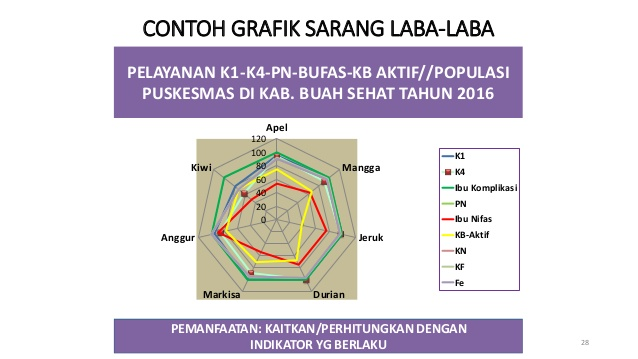 CONTOH GRAFIK SARANG LABA-LABA
PELAYANAN K1-K4-PN-BUFAS-KB AKTIF//POPULASI
PUSKESMAS DI KAB. BUAH SEHAT TAHUN 2016
Apel
120
100
80
60
40
20
0
Kiwi
Mangga
Anggur
Jeruk
Markisa
Durian
K1
K4
Ibu Komplikasi
PN
Ibu Nifas
KB-Aktif
KN
KF
Fe
PEMANFAATAN: KAITKAN/PERHITUNGKAN DENGAN
INDIKATOR YG BERLAKU
28